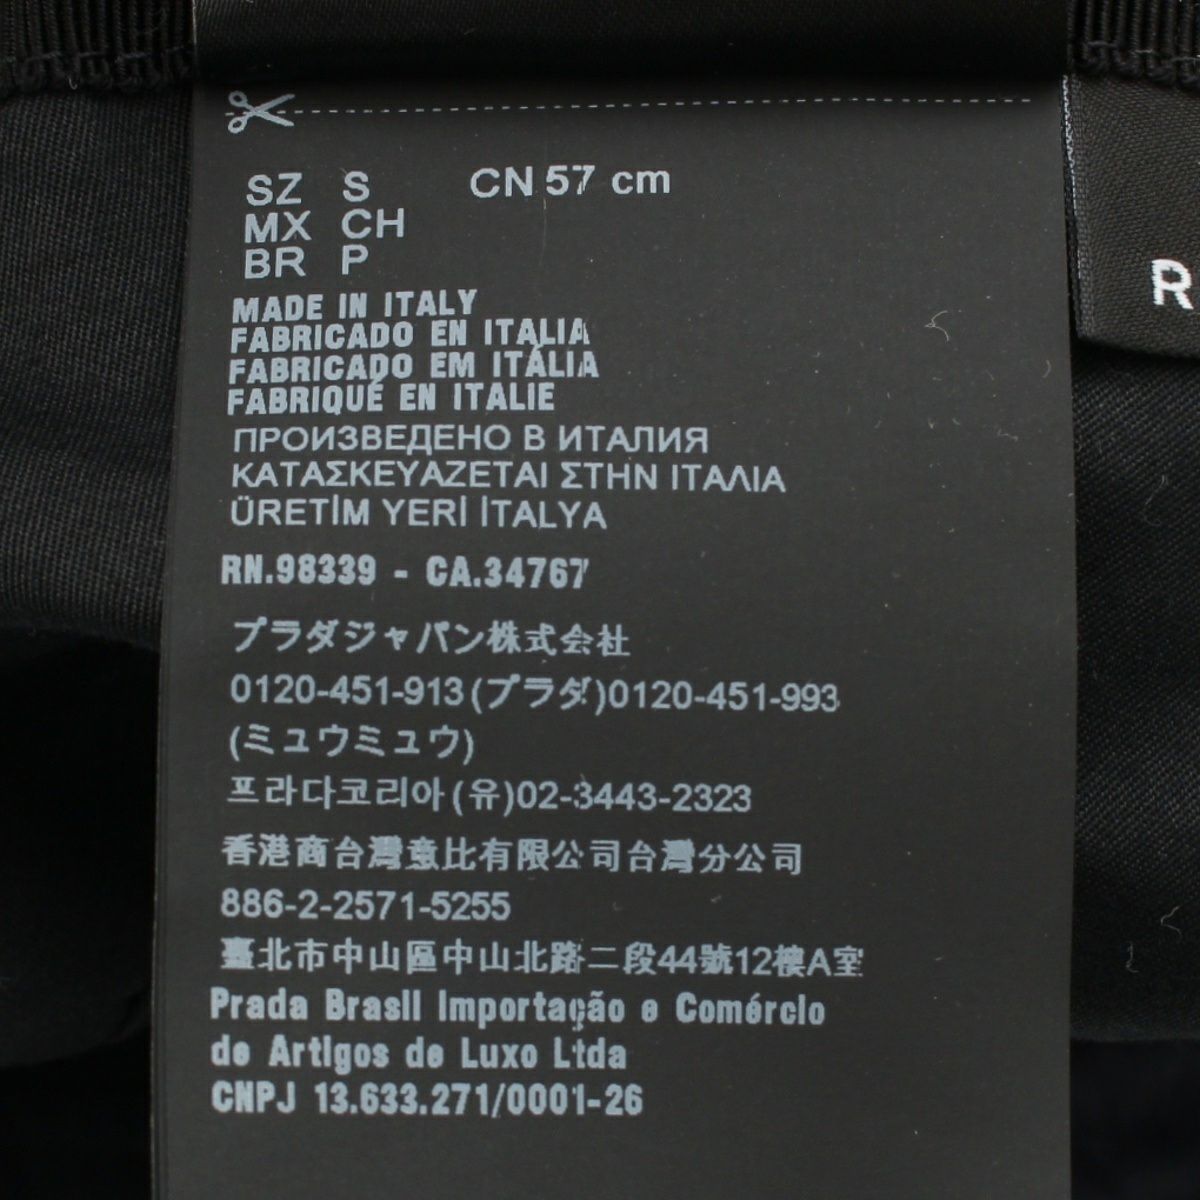 SZ S CN 57 cm
MX CH
BR P
MADE IN ITALY
FABRICADO EN ITALIA
FABRICADO EM ITÁLIA
FABRIQUÉ EN ITALIE
ПРОИЗВЕДЕНО В ИТАЛИЯ
ΚΑΤΑΣΚΕΥΑΖΕΤΑΙ ΣΤΗΝ ΙΤΑΛΙΑ
ÜRETİM YERİ İTALYA
RN.98339 - CA.34767
プラダジャパン株式会社
0120-451-913(プラダ)0120-451-993
(ミュウミュウ)
프라다코리아(유)02-3443-2323
香港商台灣意比有限公司台灣分公司
886-2-2571-5255
臺北市中山區中山北路二段44號12樓A室
Prada Brasil Importação e Comércio
de Artigos de Luxo Ltda
CNPJ 13.633.271/0001-26
R